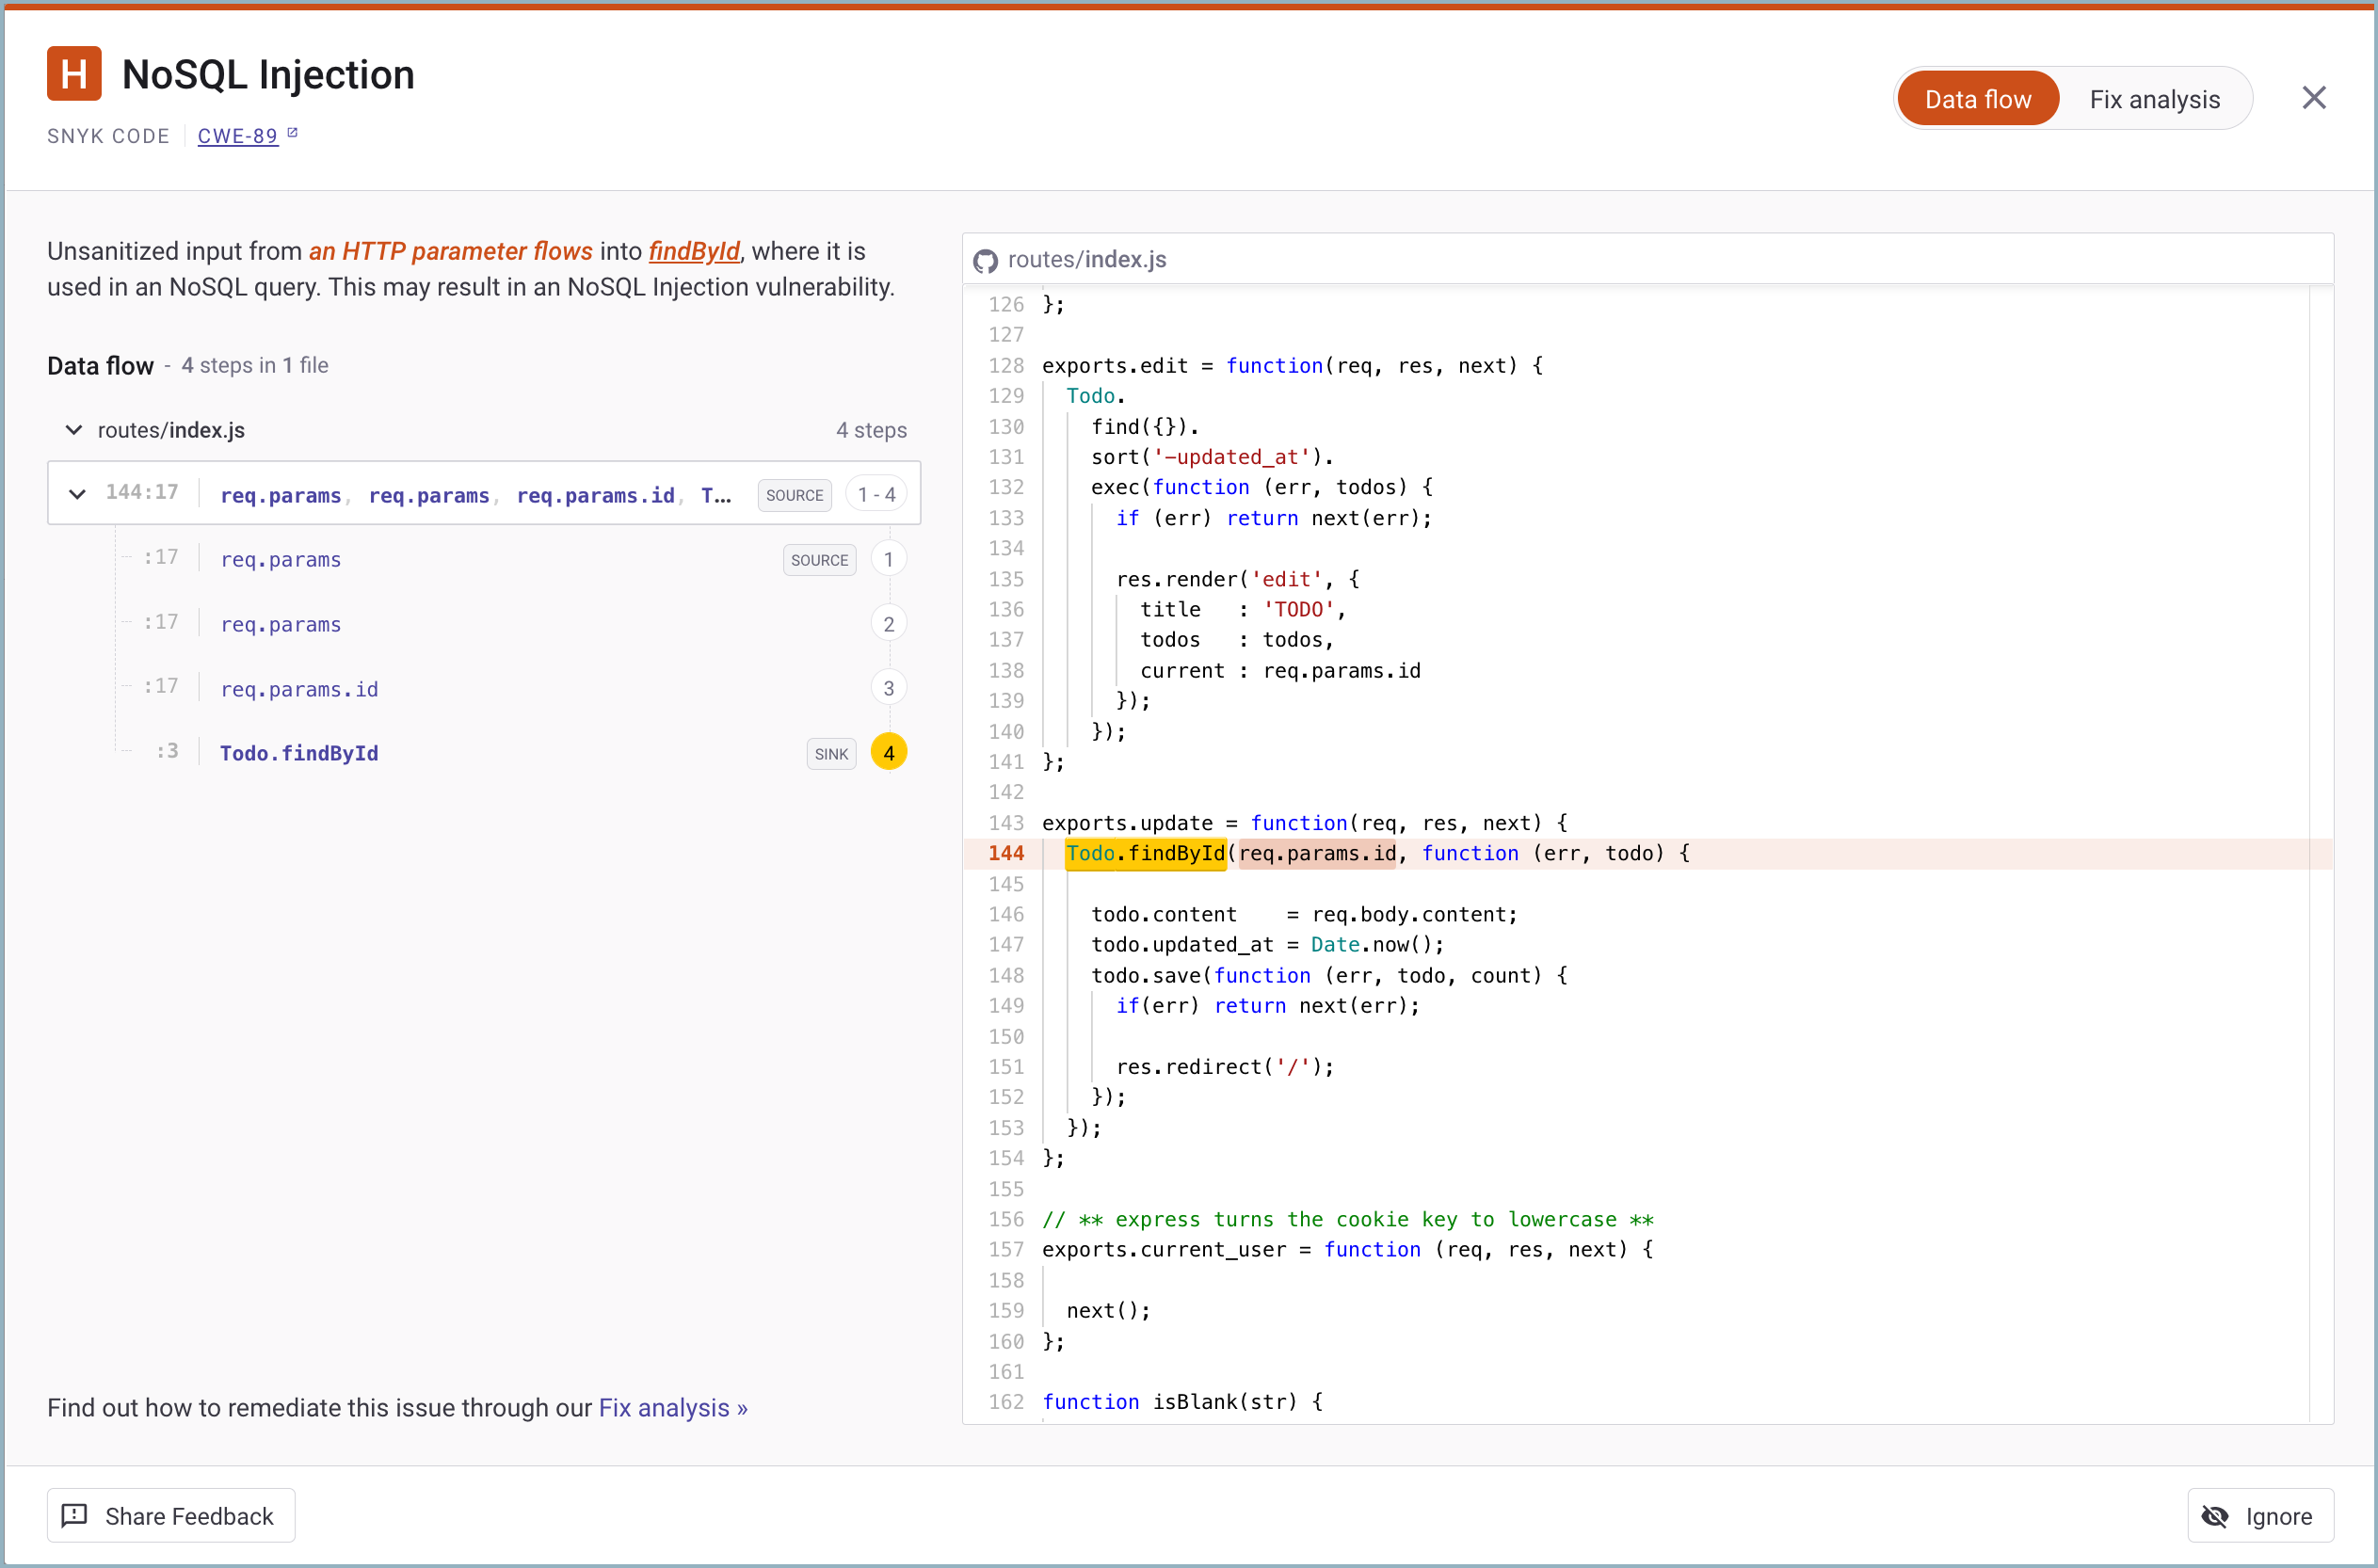 H NoSQL Injection
SNYK CODE CWE-89
Data flow Fix analysis
Unsanitized input from an HTTP parameter flows into findById, where it is
used in an NoSQL query. This may result in an NoSQL Injection vulnerability.
Data flow - 4 steps in 1 file
routes/index.js 4 steps
144:17 req.params, req.params, req.params.id, T... SOURCE 1 - 4
:17 req.params SOURCE 1
:17 req.params 2
:17 req.params.id 3
:3 Todo.findById SINK 4
Find out how to remediate this issue through our Fix analysis »
routes/index.js
126 };
127
128 exports.edit = function(req, res, next) {
129   Todo.
130     find({}).
131     sort('-updated_at').
132     exec(function (err, todos) {
133       if (err) return next(err);
134
135       res.render('edit', {
136         title   : 'TODO',
137         todos   : todos,
138         current : req.params.id
139       });
140     });
141 };
142
143 exports.update = function(req, res, next) {
144   Todo.findById(req.params.id, function (err, todo) {
145
146     todo.content    = req.body.content;
147     todo.updated_at = Date.now();
148     todo.save(function (err, todo, count) {
149       if(err) return next(err);
150
151       res.redirect('/');
152     });
153   });
154 };
155
156 // ** express turns the cookie key to lowercase **
157 exports.current_user = function (req, res, next) {
158
159   next();
160 };
161
162 function isBlank(str) {
Share Feedback
Ignore